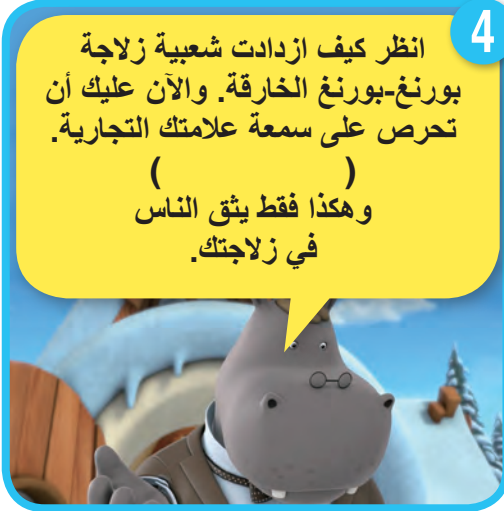 4
انظر كيف ازدادت شعبية زلاجة
بورنغ-بورنغ الخارقة. والآن عليك أن
تحرص على سمعة علامتك التجارية.
( )
وهكذا فقط يثق الناس
في زلاجتك.